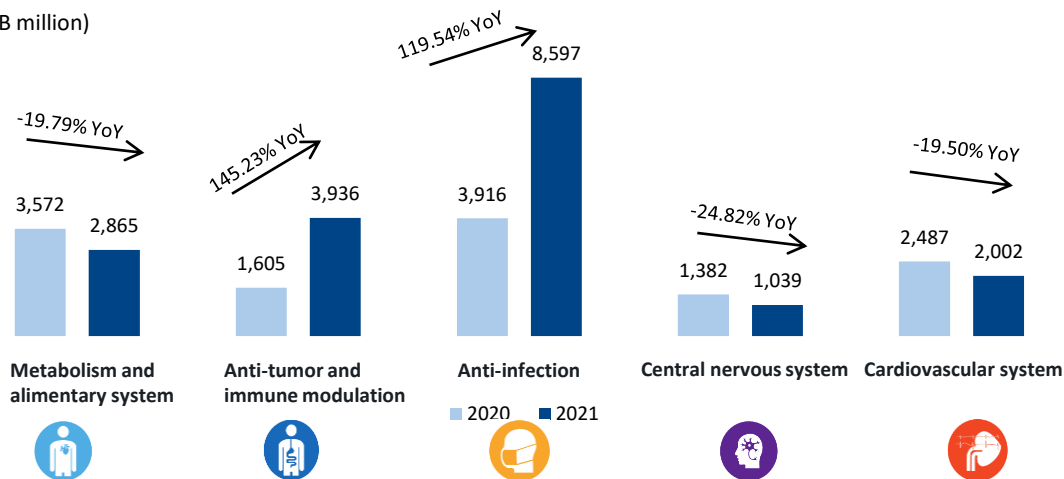 B million)
-19.79% YoY
3,572
2,865
Metabolism and
alimentary system
145.23% YoY
1,605
3,936
Anti-tumor and
immune modulation
119.54% YoY
3,916
8,597
Anti-infection
2020 2021
-24.82% YoY
1,382
1,039
Central nervous system
-19.50% YoY
2,487
2,002
Cardiovascular system